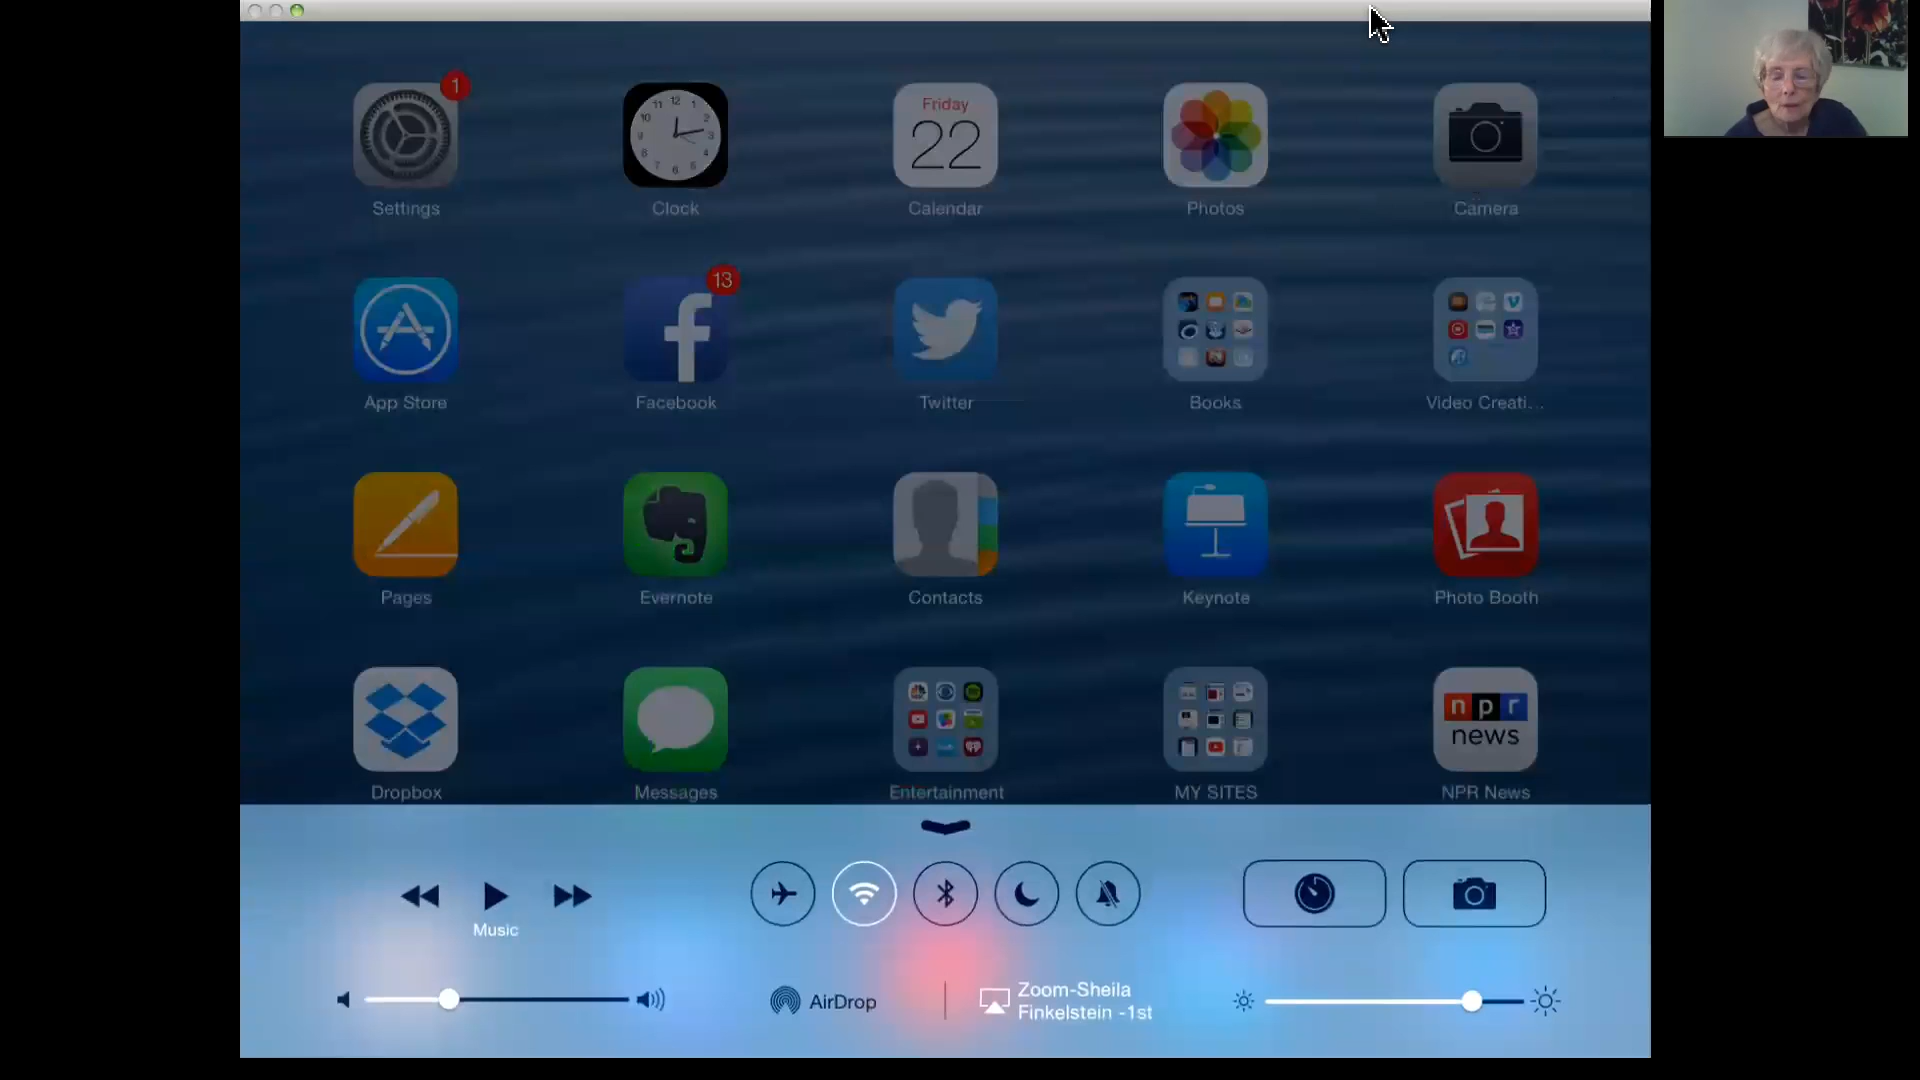 1
Friday
22
Settings
Clock
Calendar
Photos
Camera
13
App Store
Facebook
Twitter
Books
Video Creati...
Pages
Evernote
Contacts
Keynote
Photo Booth
npr
news
Dropbox
Messages
Entertainment
MY SITES
NPR News
Music
AirDrop
Zoom-Sheila
Finkelstein -1st